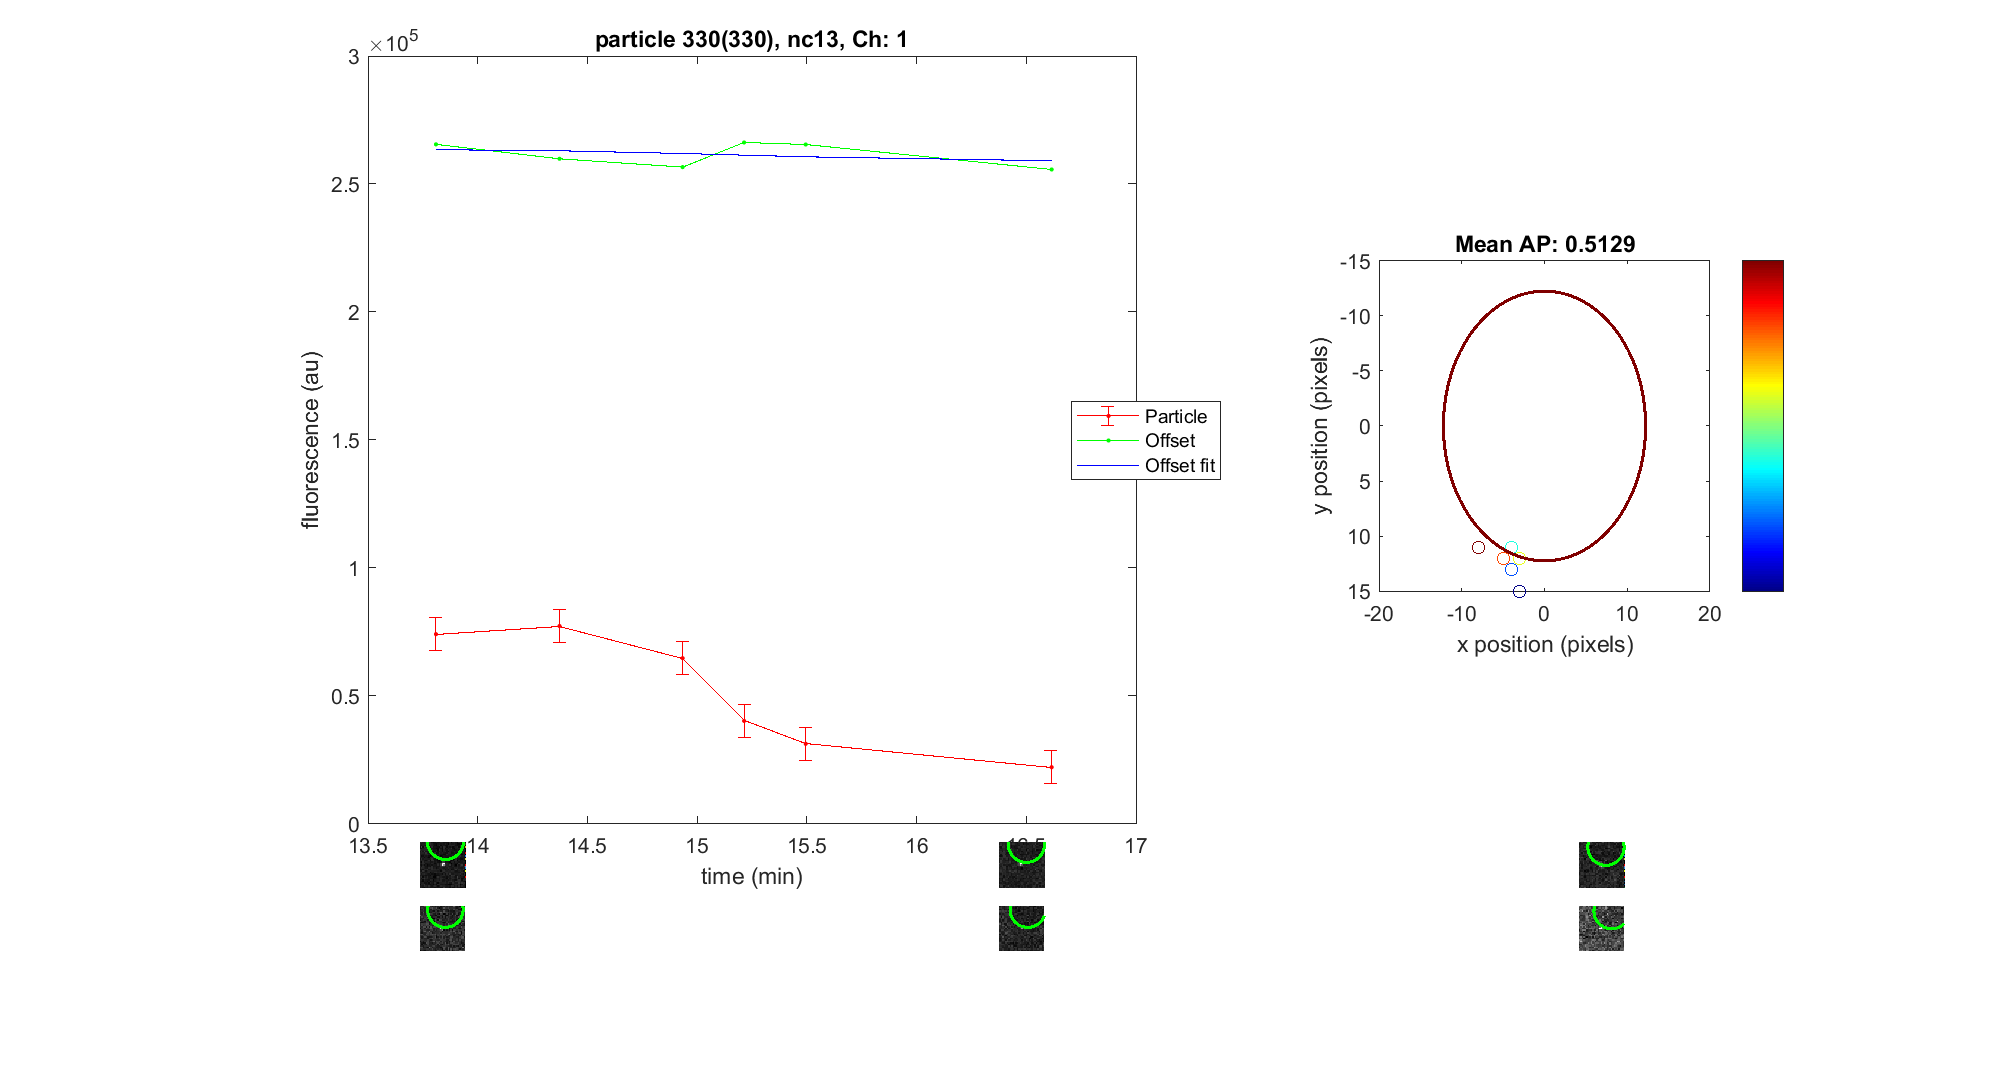 particle 330(330), nc13, Ch: 1
×10⁵
3
2.5
2
1.5
1
0.5
0
fluorescence (au)
13.5 14 14.5 15 15.5 16 16.5 17
time (min)
Particle
Offset
Offset fit
Mean AP: 0.5129
-15
-10
-5
0
5
10
15
y position (pixels)
-20 -10 0 10 20
x position (pixels)